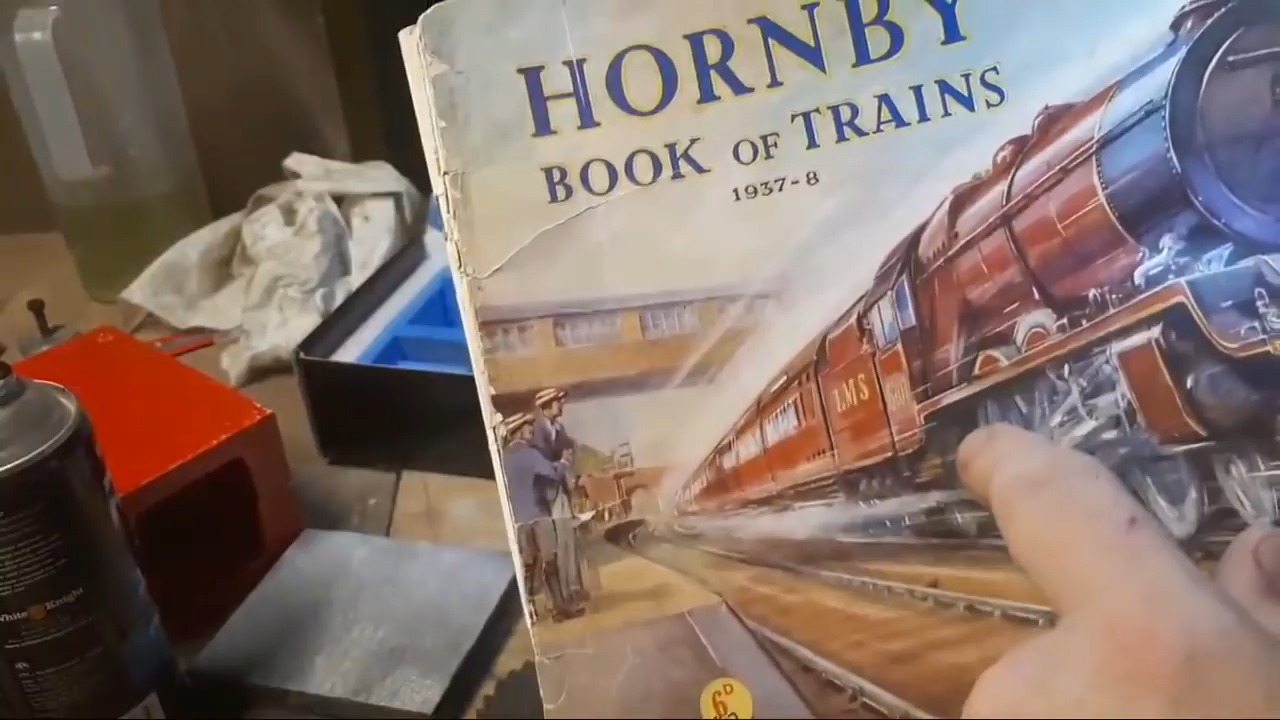 HORNBY
BOOK OF TRAINS
1937-8
LMS
6D
White Knight